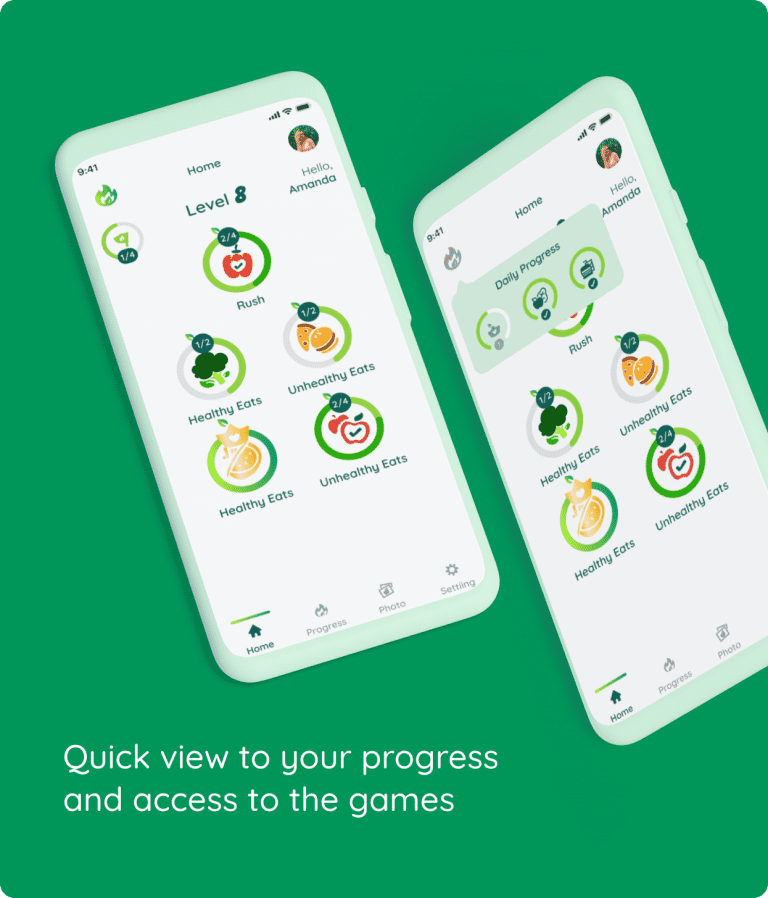 9:41
Home
Hello,
Amanda
Level 8
1/4
2/4
Rush
1/2
1/2
Healthy Eats
Unhealthy Eats
2/4
Healthy Eats
Unhealthy Eats
Home
Progress
Photo
Settiing
9:41
Home
Hello,
Amanda
Daily Progress
Rush
1/2
1/2
Healthy Eats
Unhealthy Eats
2/4
Healthy Eats
Unhealthy Eats
Home
Progress
Photo
Quick view to your progress
and access to the games